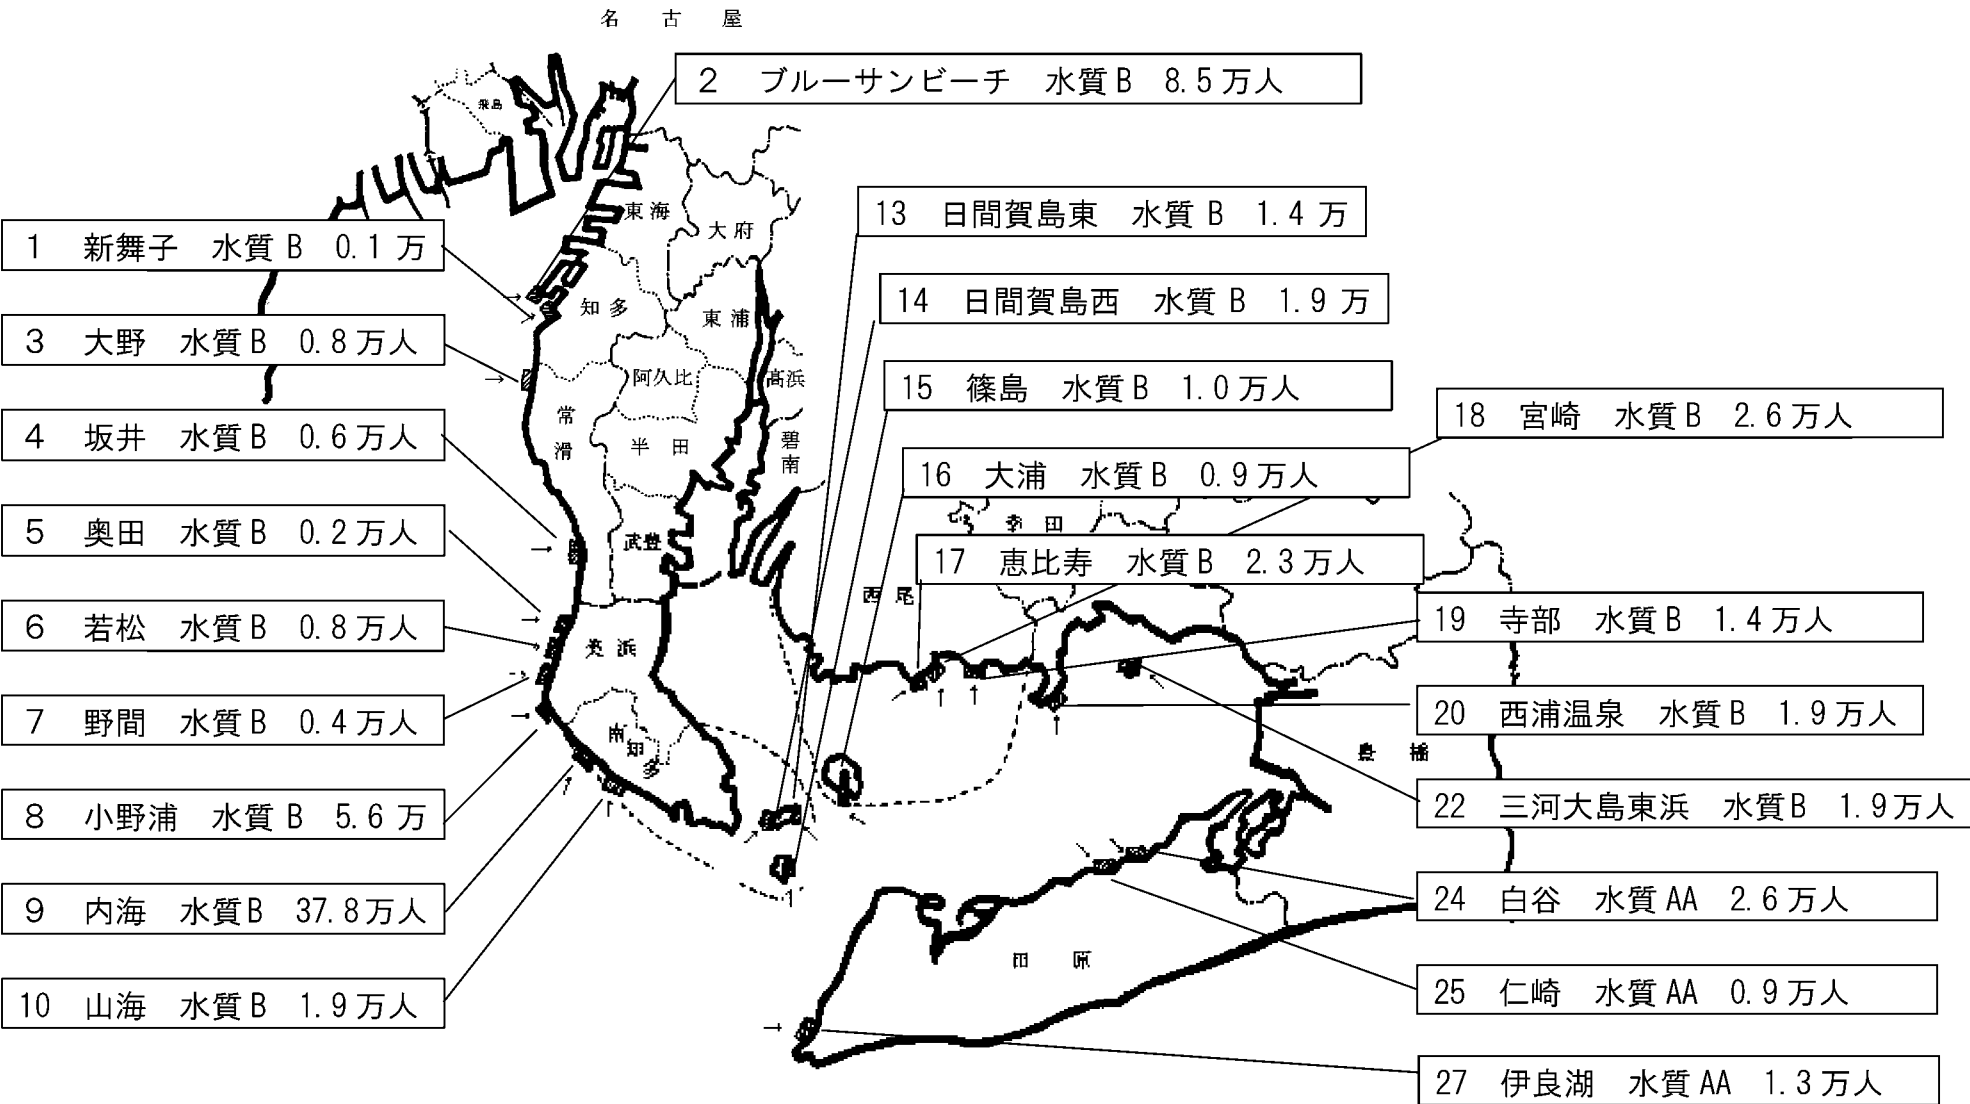 名 古 屋
2 ブルーサンビーチ 水質B 8.5万人
飛島
13 日間賀島東 水質B 1.4万
東海
大府
1 新舞子 水質B 0.1万
14 日間賀島西 水質B 1.9万
知多
東浦
3 大野 水質B 0.8万人
15 篠島 水質B 1.0万人
阿久比
高浜
18 宮崎 水質B 2.6万人
常滑
半田
碧南
4 坂井 水質B 0.6万人
16 大浦 水質B 0.9万人
5 奥田 水質B 0.2万人
武豊
幸田
17 恵比寿 水質B 2.3万人
西尾
6 若松 水質B 0.8万人
美浜
19 寺部 水質B 1.4万人
7 野間 水質B 0.4万人
南知多
20 西浦温泉 水質B 1.9万人
豊橋
8 小野浦 水質B 5.6万
22 三河大島東浜 水質B 1.9万人
9 内海 水質B 37.8万人
24 白谷 水質AA 2.6万人
田原
10 山海 水質B 1.9万人
25 仁崎 水質AA 0.9万人
27 伊良湖 水質AA 1.3万人